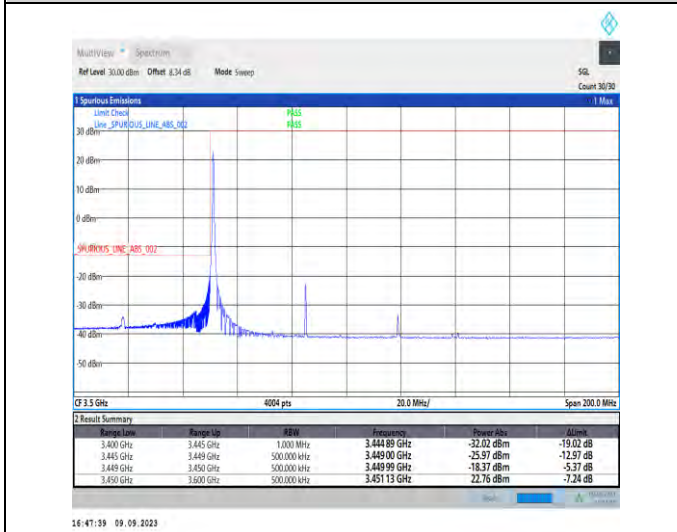 MultiView Spectrum
Ref Level 30.00 dBm Offset 8.34 dB Mode Sweep SGL
Count 30/30
1 Spurious Emissions 1 Max
Limit Check PASS
Line _SPURIOUS_LINE_ABS_002 PASS
30 dBm
20 dBm
10 dBm
0 dBm
_SPURIOUS_LINE_ABS_002
-20 dBm
-30 dBm
-40 dBm
-50 dBm
CF 3.5 GHz 4004 pts 20.0 MHz/ Span 200.0 MHz
2 Result Summary
Range Low Range Up RBW Frequency Power Abs ΔLimit
3.400 GHz 3.445 GHz 1.000 MHz 3.444 89 GHz -32.02 dBm -19.02 dB
3.445 GHz 3.449 GHz 500.000 kHz 3.449 00 GHz -25.97 dBm -12.97 dB
3.449 GHz 3.450 GHz 500.000 kHz 3.449 99 GHz -18.37 dBm -5.37 dB
3.450 GHz 3.600 GHz 500.000 kHz 3.451 13 GHz 22.76 dBm -7.24 dB
16:47:39 09.09.2023